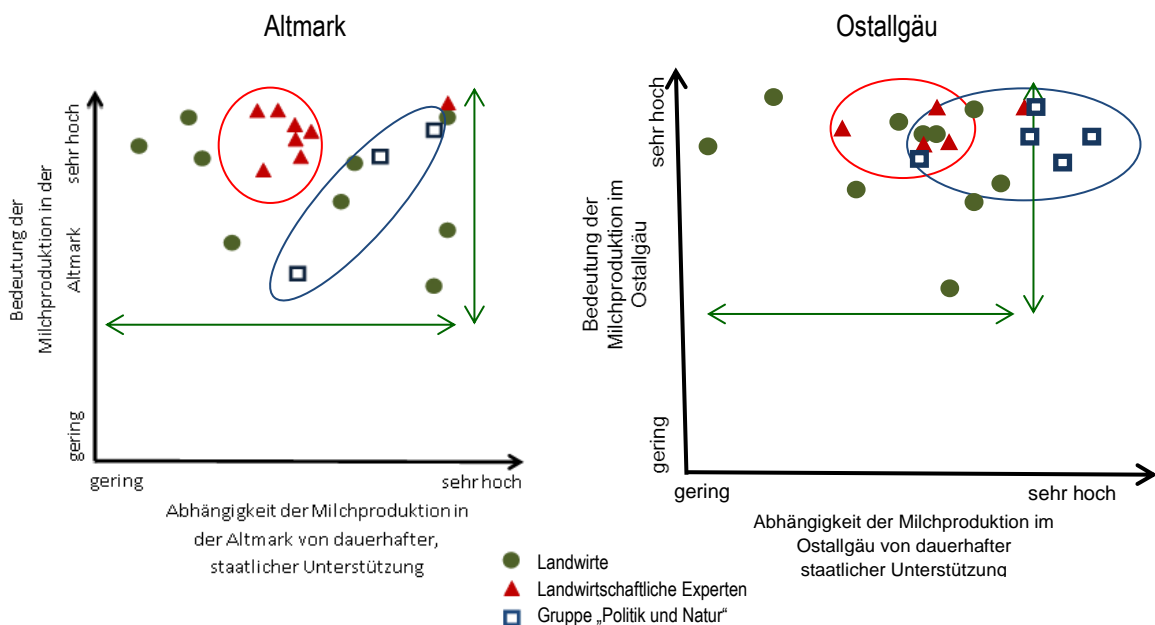 Altmark
Bedeutung der
Milchproduktion in der
Altmark
sehr hoch
gering
gering
sehr hoch
Abhängigkeit der Milchproduktion in
der Altmark von dauerhafter,
staatlicher Unterstützung
Ostallgäu
Bedeutung der
Milchproduktion im
Ostallgäu
sehr hoch
gering
gering
sehr hoch
Abhängigkeit der Milchproduktion im
Ostallgäu von dauerhafter
staatlicher Unterstützung
Landwirte
Landwirtschaftliche Experten
Gruppe „Politik und Natur“